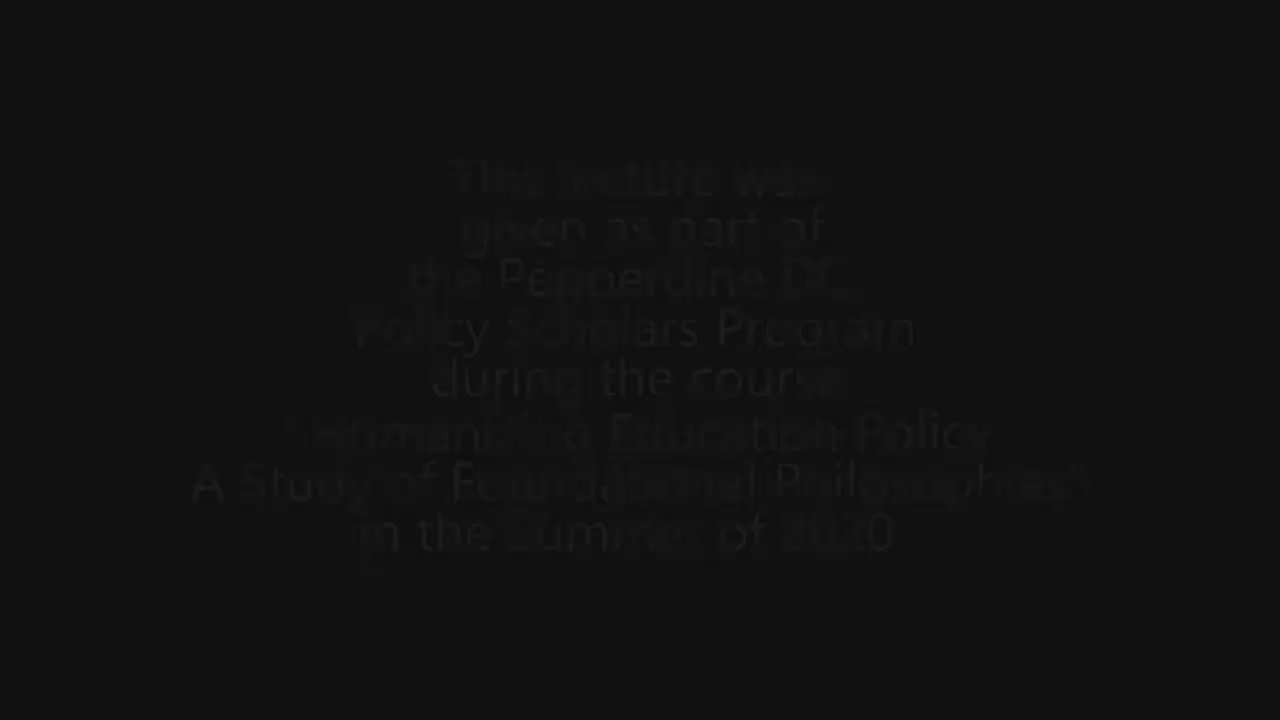 This lecture was
given as part of
the Pepperdine DC
Policy Scholars Program
during the course
"Humanizing Education Policy
A Study of Foundational Philosophies"
in the Summer of 2020